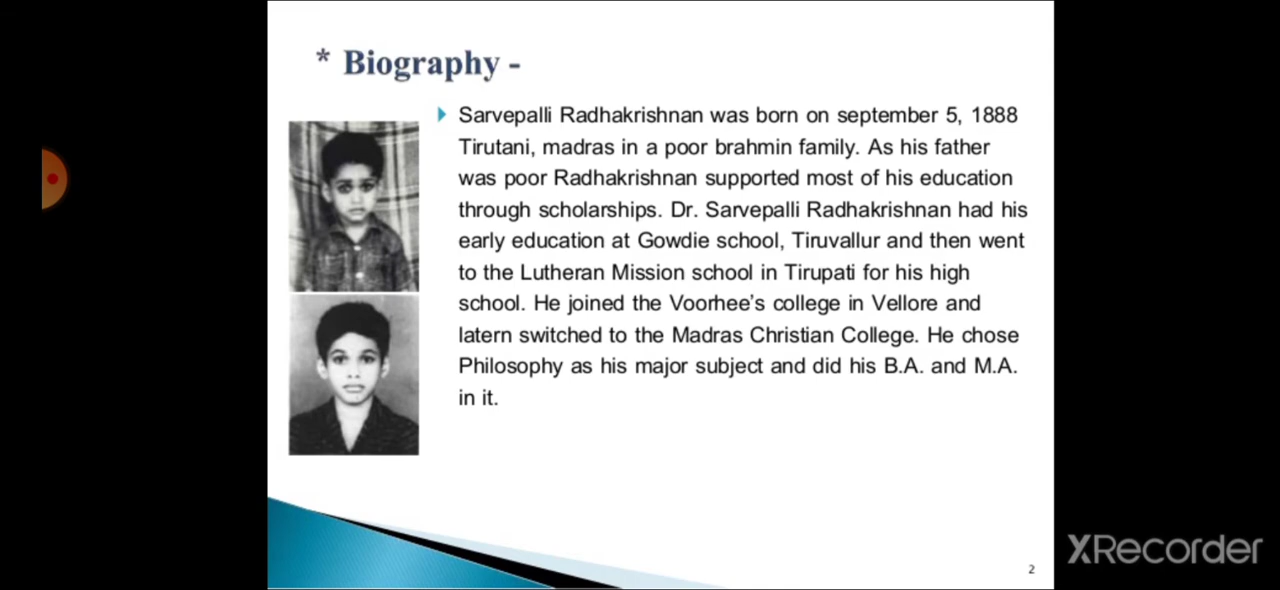 * Biography -
Sarvepalli Radhakrishnan was born on september 5, 1888
Tirutani, madras in a poor brahmin family. As his father
was poor Radhakrishnan supported most of his education
through scholarships. Dr. Sarvepalli Radhakrishnan had his
early education at Gowdie school, Tiruvallur and then went
to the Lutheran Mission school in Tirupati for his high
school. He joined the Voorhee's college in Vellore and
latern switched to the Madras Christian College. He chose
Philosophy as his major subject and did his B.A. and M.A.
in it.
2
XRecorder